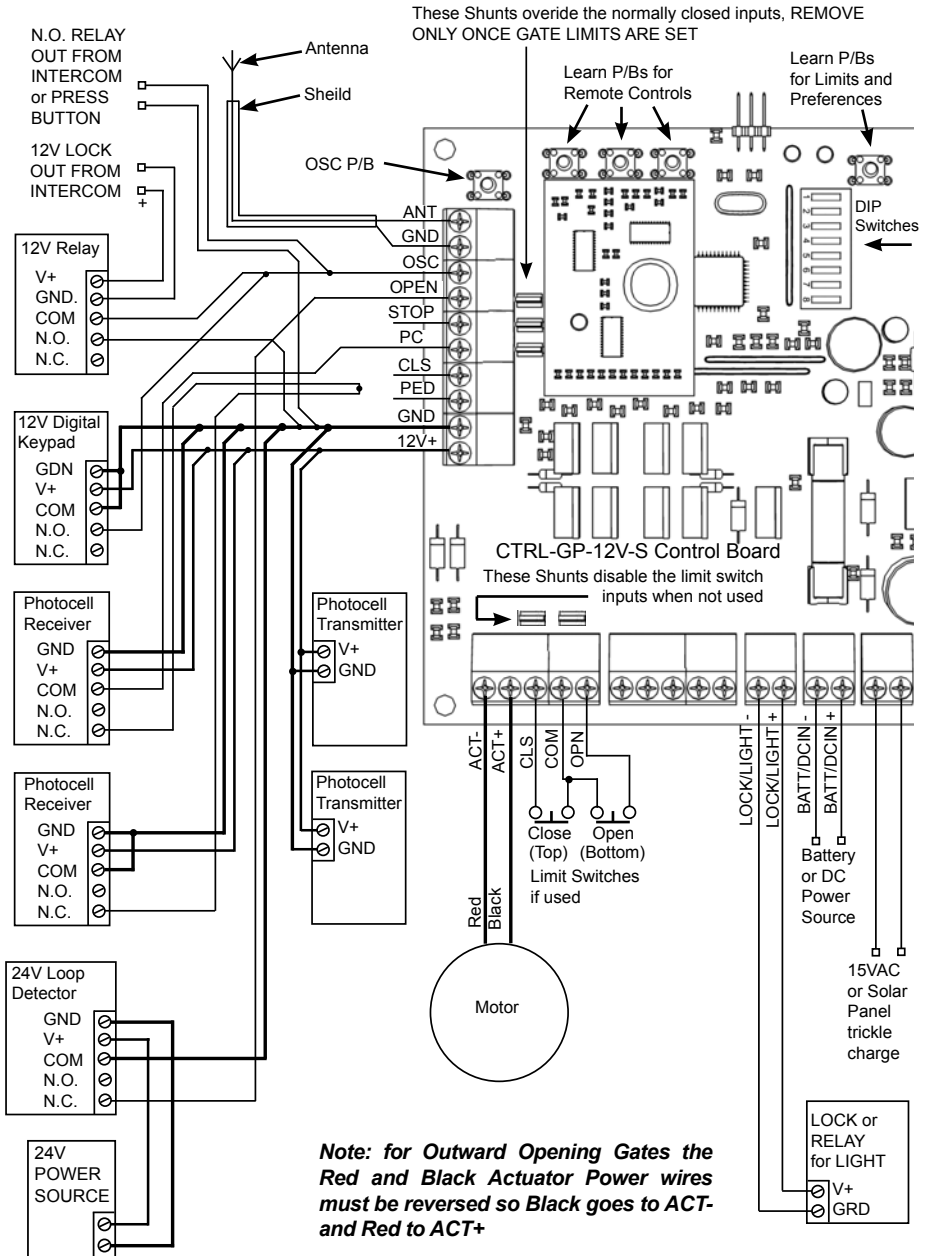 These Shunts overide the normally closed inputs, REMOVE
ONLY ONCE GATE LIMITS ARE SET
N.O. RELAY
OUT FROM
INTERCOM
or PRESS
BUTTON
Antenna
Sheild
Learn P/Bs for
Remote Controls
Learn P/Bs
for Limits and
Preferences
12V LOCK
OUT FROM
INTERCOM
+
OSC P/B
DIP
Switches
1
2
3
4
5
6
7
8
ANT
GND
OSC
OPEN
STOP
PC
CLS
PED
GND
12V+
12V Relay
V+
GND.
COM
N.O.
N.C.
12V Digital
Keypad
GDN
V+
COM
N.O.
N.C.
CTRL-GP-12V-S Control Board
These Shunts disable the limit switch
inputs when not used
Photocell
Receiver
GND
V+
COM
N.O.
N.C.
Photocell
Transmitter
V+
GND
Photocell
Receiver
GND
V+
COM
N.O.
N.C.
Photocell
Transmitter
V+
GND
ACT-
ACT+
CLS
COM
OPN
LOCK/LIGHT -
LOCK/LIGHT +
BATT/DCIN -
BATT/DCIN +
Close
(Top)
Open
(Bottom)
Limit Switches
if used
Red
Black
Motor
Battery
or DC
Power
Source
15VAC
or Solar
Panel
trickle
charge
24V Loop
Detector
GND
V+
COM
N.O.
N.C.
24V
POWER
SOURCE
LOCK or
RELAY
for LIGHT
V+
GRD
Note: for Outward Opening Gates the
Red and Black Actuator Power wires
must be reversed so Black goes to ACT-
and Red to ACT+